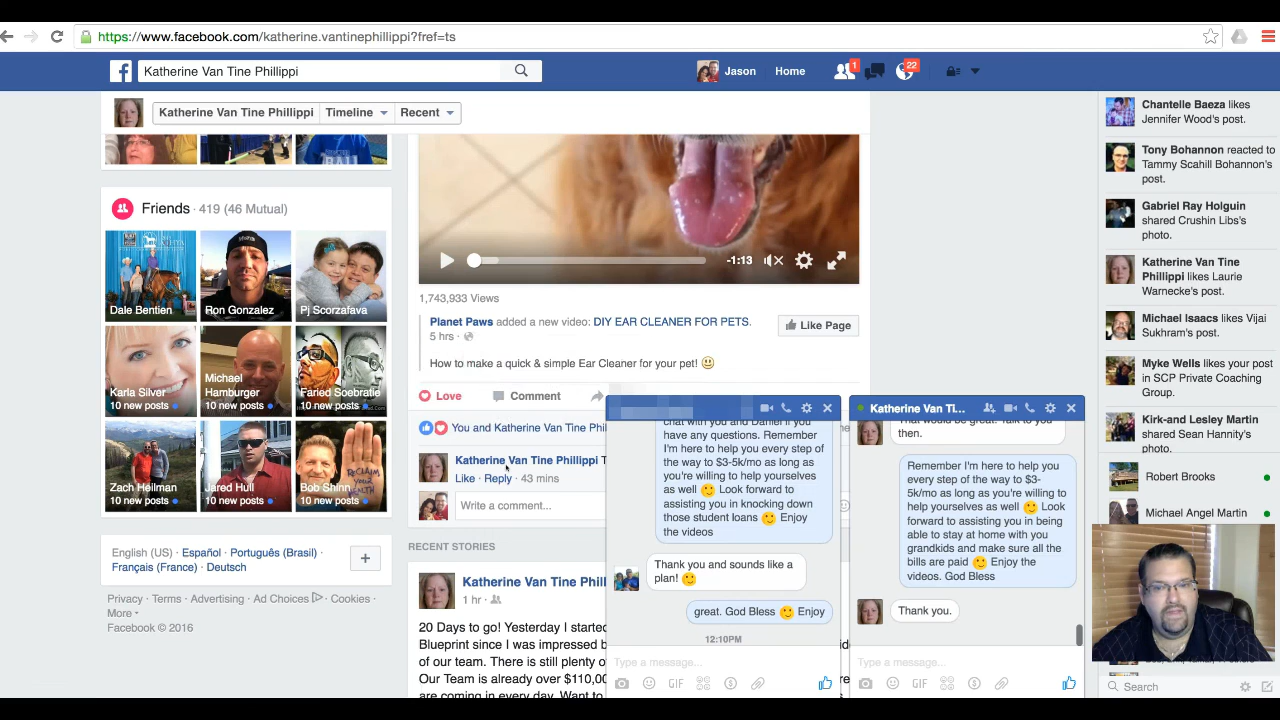 https://www.facebook.com/katherine.vantinephillippi?fref=ts
Katherine Van Tine Phillippi
Jason
Home
1
22
Katherine Van Tine Phillippi
Timeline
Recent
Friends · 419 (46 Mutual)
Dale Bentien
Ron Gonzalez
Pj Scorzafava
Karla Silver
10 new posts
Michael
Hamburger
10 new posts
Faried Soebratie
10 new posts
Zach Heilman
10 new posts
Jared Hull
10 new posts
Bob Shinn
10 new posts
English (US) · Español · Português (Brasil) ·
Français (France) · Deutsch
Privacy · Terms · Advertising · Ad Choices · Cookies ·
More
Facebook © 2016
-1:13
1,743,933 Views
Planet Paws added a new video: DIY EAR CLEANER FOR PETS.
5 hrs ·
Like Page
How to make a quick & simple Ear Cleaner for your pet! 😃
Love
Comment
You and Katherine Van Tine Phil
Katherine Van Tine Phillippi T
Like · Reply · 43 mins
Write a comment...
RECENT STORIES
Katherine Van Tine Phill
1 hr ·
20 Days to go! Yesterday I started
Blueprint since I was impressed b
of our team. There is still plenty o
Our Team is already over $110,00
are coming in every day. Want to
chat with you and Daniel if you
have any questions. Remember
I'm here to help you every step of
the way to $3-5k/mo as long as
you're willing to help yourselves
as well 🙂 Look forward to
assisting you in knocking down
those student loans 🙂 Enjoy
the videos
Thank you and sounds like a
plan! 🙂
great. God Bless 🙂 Enjoy
12:10PM
Type a message...
GIF
Katherine Van Ti...
That would be great. Talk to you
then.
Remember I'm here to help you
every step of the way to $3-
5k/mo as long as you're willing to
help yourselves as well 🙂 Look
forward to assisting you in being
able to stay at home with you
grandkids and make sure all the
bills are paid 🙂 Enjoy the
videos. God Bless
Thank you.
Type a message...
GIF
Chantelle Baeza likes
Jennifer Wood's post.
Tony Bohannon reacted to
Tammy Scahill Bohannon's
post.
Gabriel Ray Holguin
shared Crushin Libs's
photo.
Katherine Van Tine
Phillippi likes Laurie
Warnecke's post.
Michael Isaacs likes Vijai
Sukhram's post.
Myke Wells likes your post
in SCP Private Coaching
Group.
Kirk-and Lesley Martin
shared Sean Hannity's
Robert Brooks
Michael Angel Martin
Search